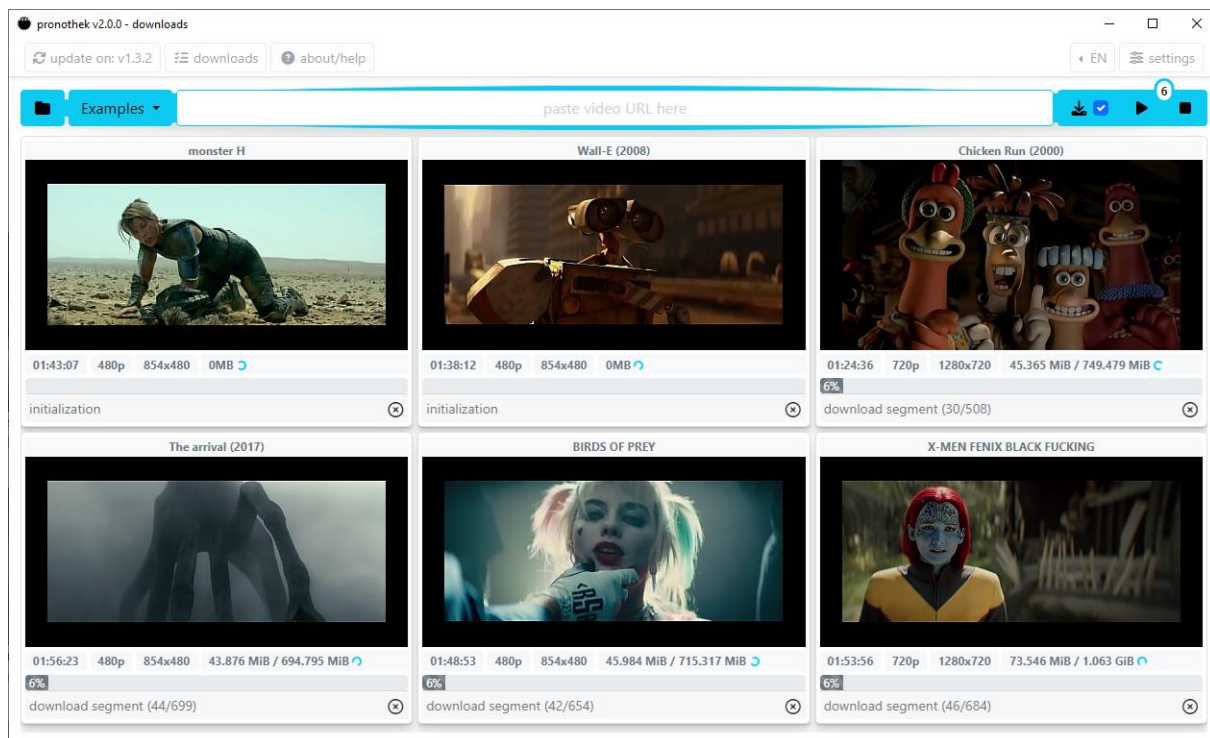 pronothek v2.0.0 - downloads
update on: v1.3.2 downloads about/help EN settings
Examples paste video URL here 6
monster H
01:43:07 480p 854x480 0MB
initialization
Wall-E (2008)
01:38:12 480p 854x480 0MB
initialization
Chicken Run (2000)
01:24:36 720p 1280x720 45.365 MiB / 749.479 MiB
6%
download segment (30/508)
The arrival (2017)
01:56:23 480p 854x480 43.876 MiB / 694.795 MiB
6%
download segment (44/699)
BIRDS OF PREY
01:48:53 480p 854x480 45.984 MiB / 715.317 MiB
6%
download segment (42/654)
X-MEN FENIX BLACK FUCKING
01:53:56 720p 1280x720 73.546 MiB / 1.063 GiB
6%
download segment (46/684)